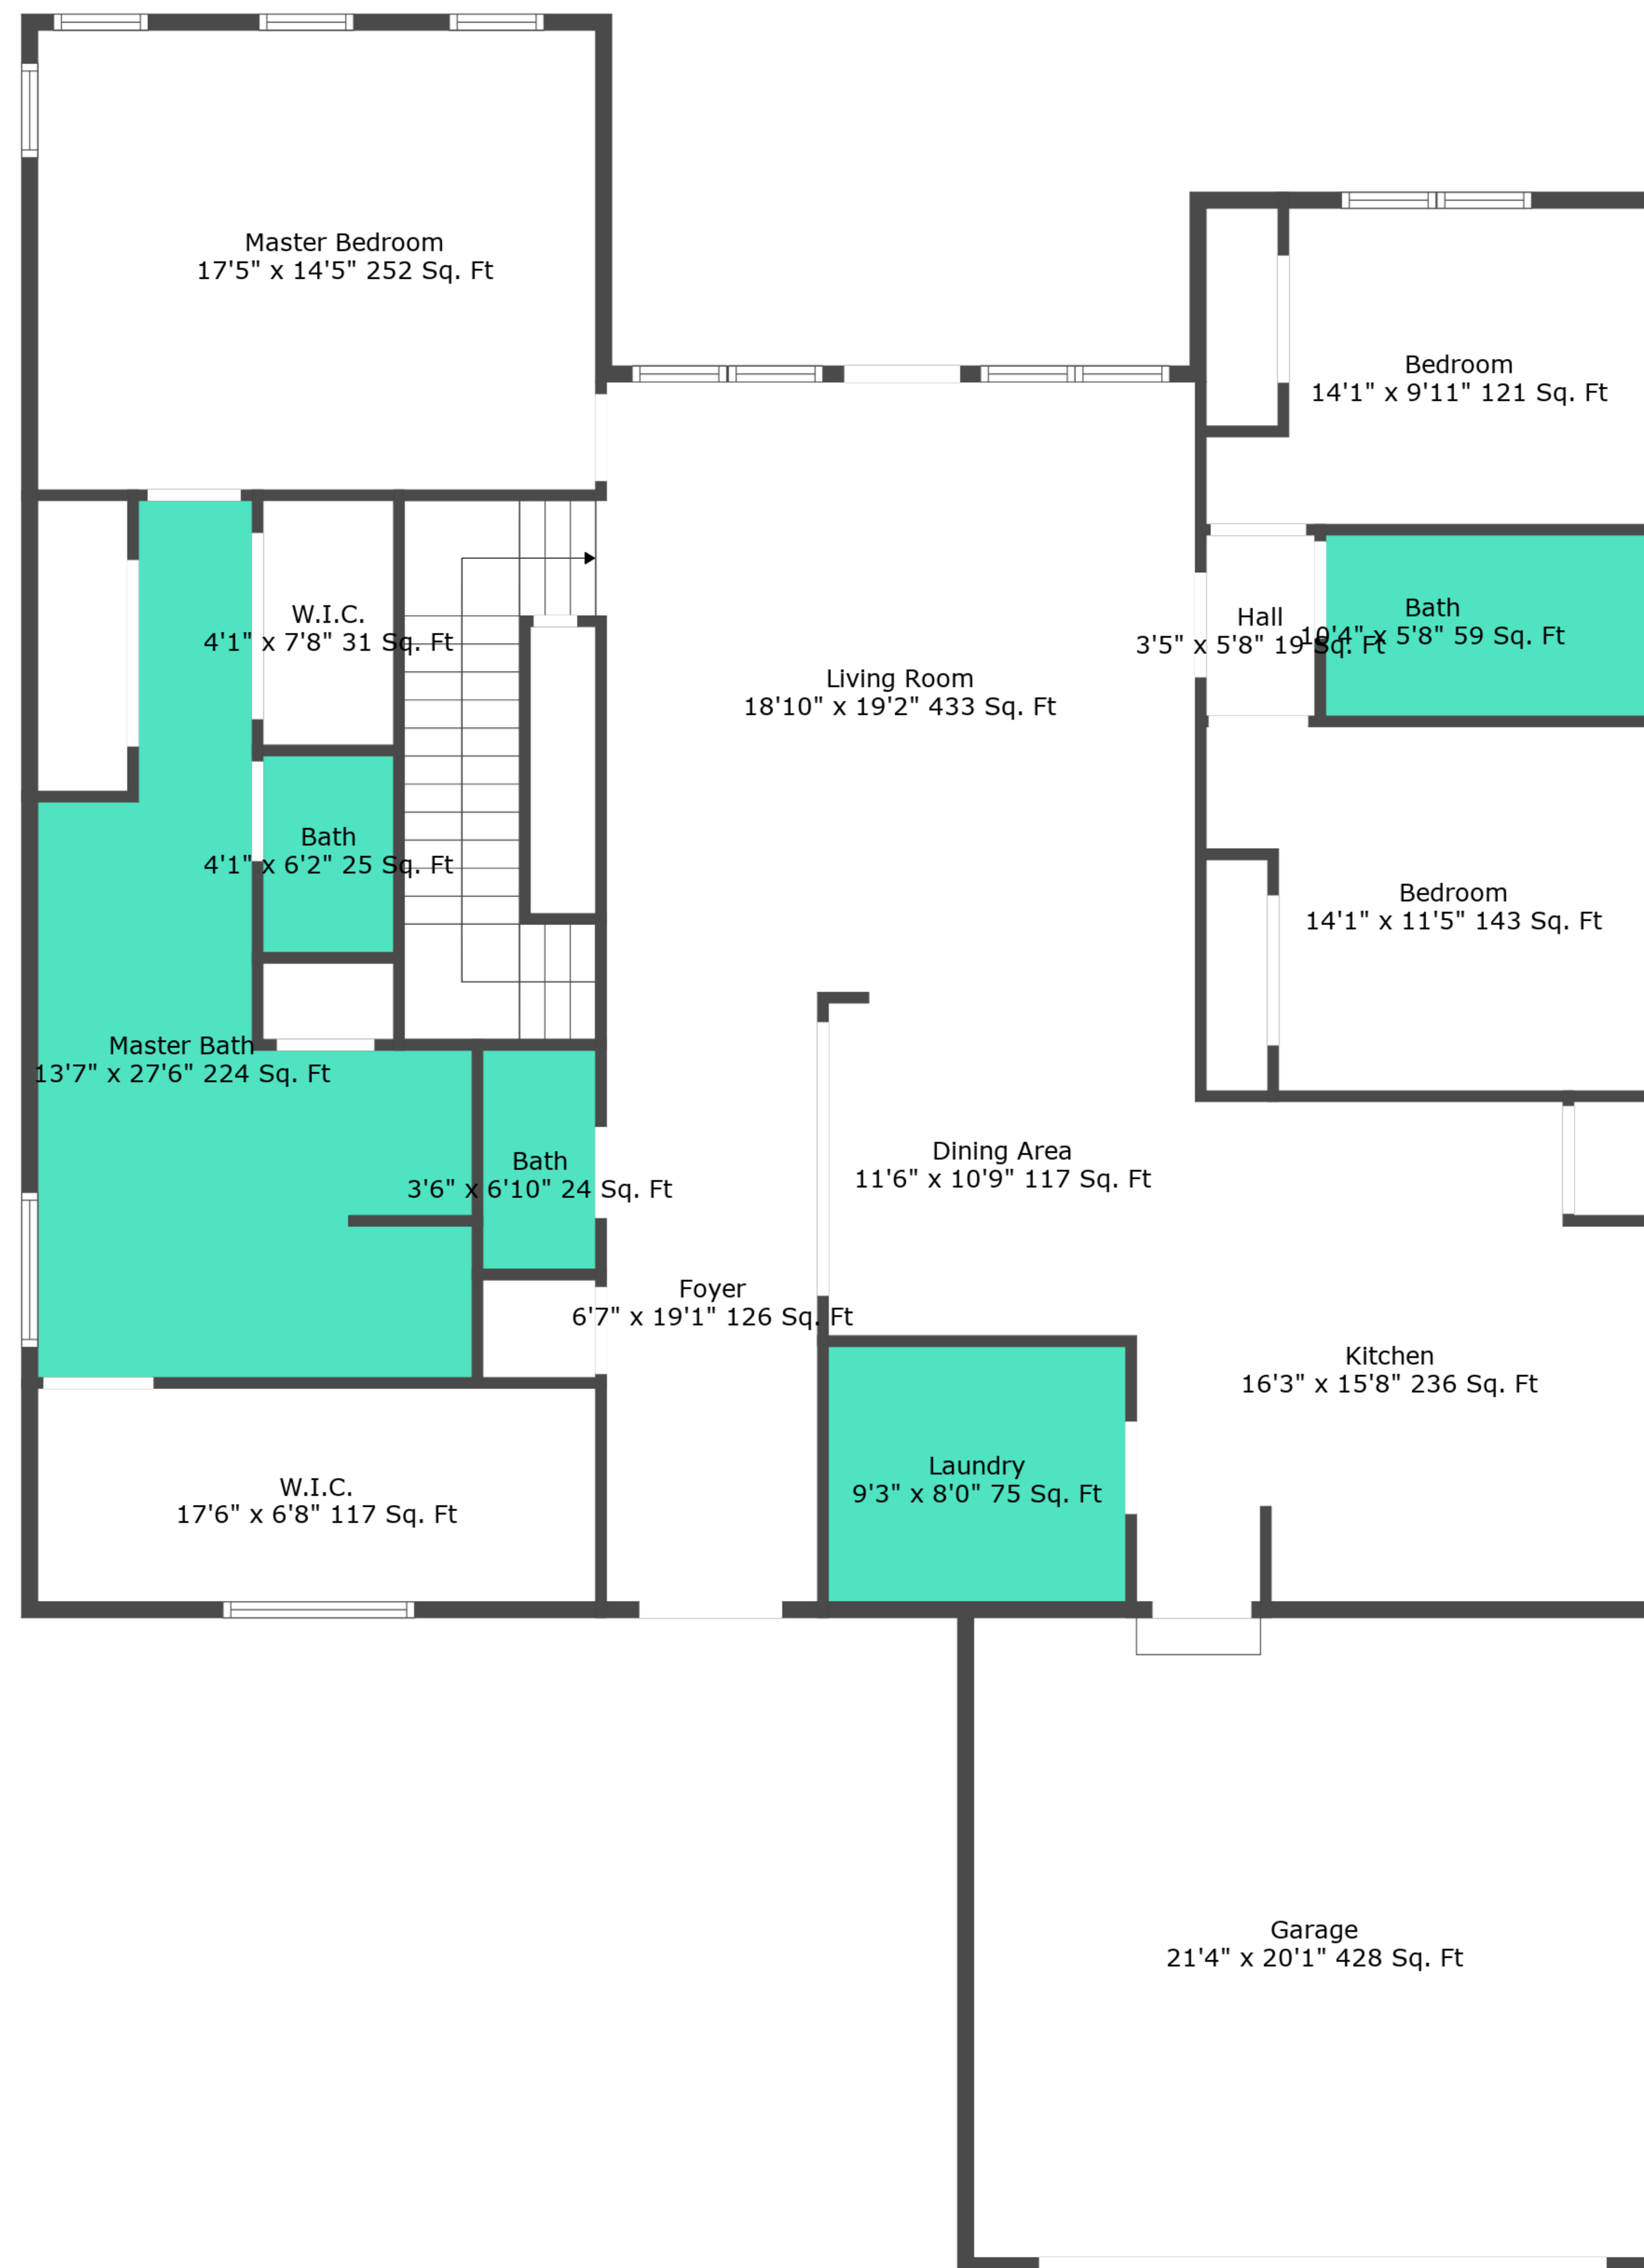 Master Bedroom
17'5" x 14'5" 252 Sq. Ft
Bedroom
14'1" x 9'11" 121 Sq. Ft
W.I.C.
4'1" x 7'8" 31 Sq. Ft
Hall
3'5" x 5'8" 19 Sq. Ft
Bath
10'4" x 5'8" 59 Sq. Ft
Living Room
18'10" x 19'2" 433 Sq. Ft
Bath
4'1" x 6'2" 25 Sq. Ft
Bedroom
14'1" x 11'5" 143 Sq. Ft
Master Bath
13'7" x 27'6" 224 Sq. Ft
Bath
3'6" x 6'10" 24 Sq. Ft
Dining Area
11'6" x 10'9" 117 Sq. Ft
Foyer
6'7" x 19'1" 126 Sq. Ft
Kitchen
16'3" x 15'8" 236 Sq. Ft
Laundry
9'3" x 8'0" 75 Sq. Ft
W.I.C.
17'6" x 6'8" 117 Sq. Ft
Garage
21'4" x 20'1" 428 Sq. Ft